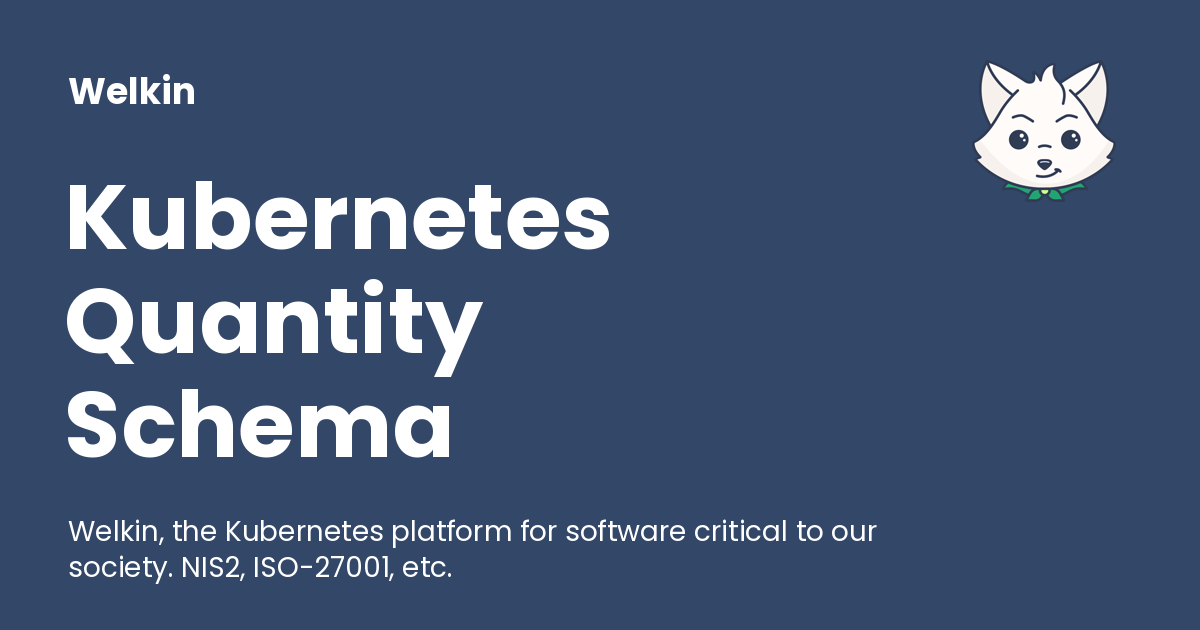 Welkin
Kubernetes
Quantity
Schema
Welkin, the Kubernetes platform for software critical to our
society. NIS2, ISO-27001, etc.